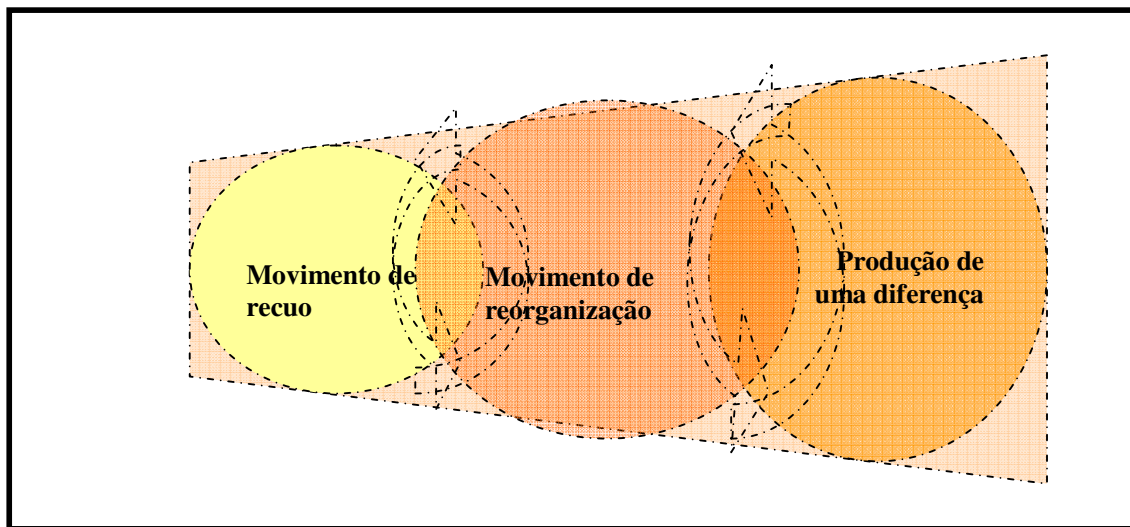 Movimento de
recuo
Movimento de
reorganização
Produção de
uma diferença